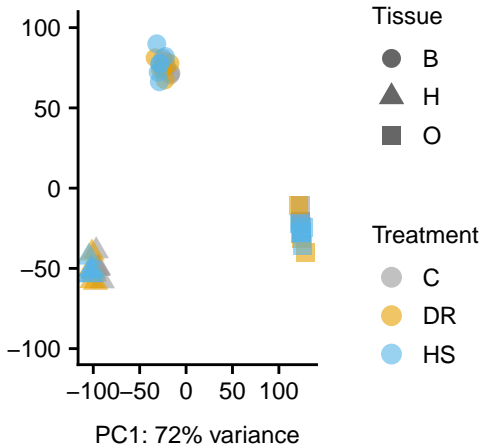 Tissue
B
H
O
Treatment
C
DR
HS
100
50
0
−50
−100
−100 −50 0 50 100
PC1: 72% variance